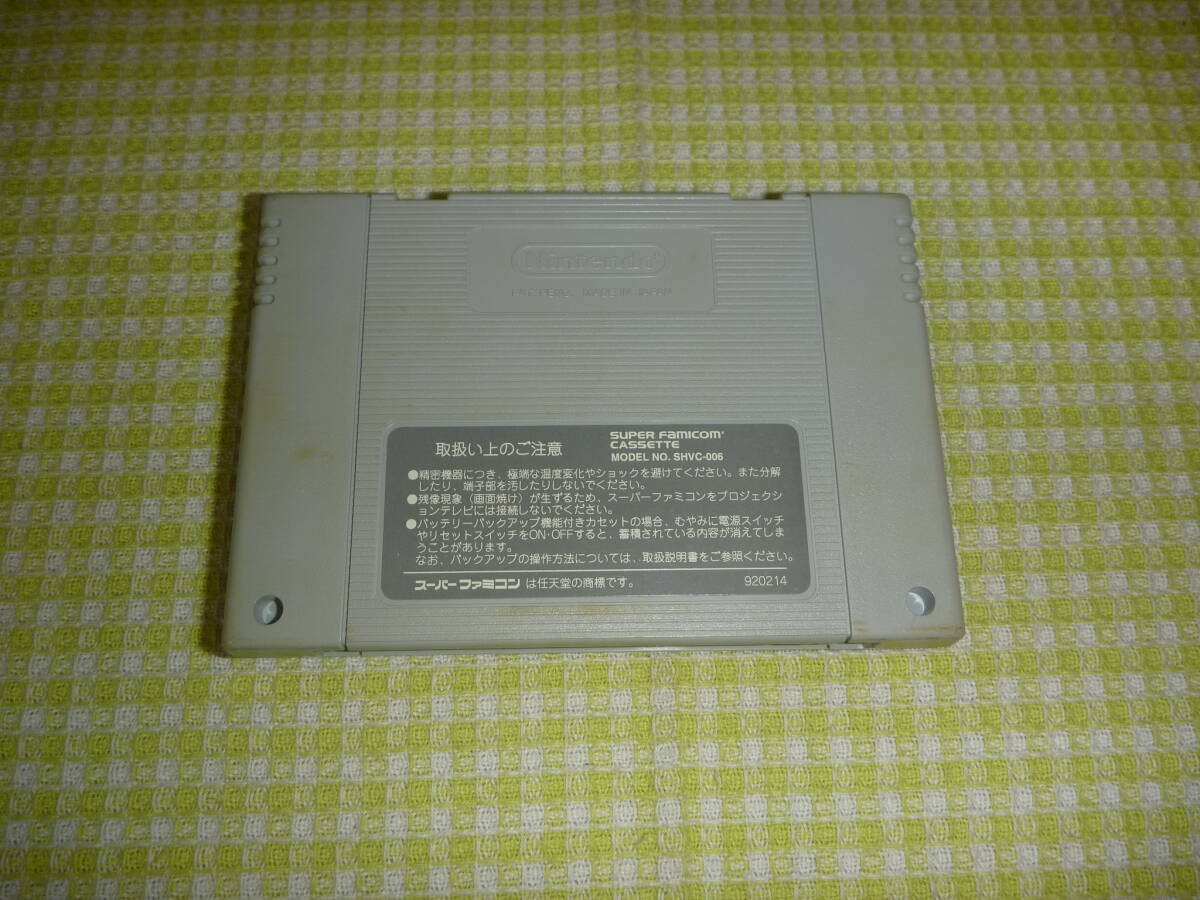 Nintendo
PAT. PEND. MADE IN JAPAN
取扱い上のご注意
SUPER Famicom
CASSETTE
MODEL NO. SHVC-006
●精密機器につき、極端な温度変化やショックを避けてください。また分解
したり、端子部を汚したりしないでください。
●残像現象（画面焼け）が生ずるため、スーパーファミコンをプロジェクシ
ョンテレビには接続しないでください。
●バッテリーバックアップ機能付きカセットの場合、むやみに電源スイッチ
やリセットスイッチをON･OFFすると、蓄積されている内容が消えてしま
うことがあります。
なお、バックアップの操作方法については、取扱説明書をご参照ください。
スーパーファミコン は任天堂の商標です。
920214